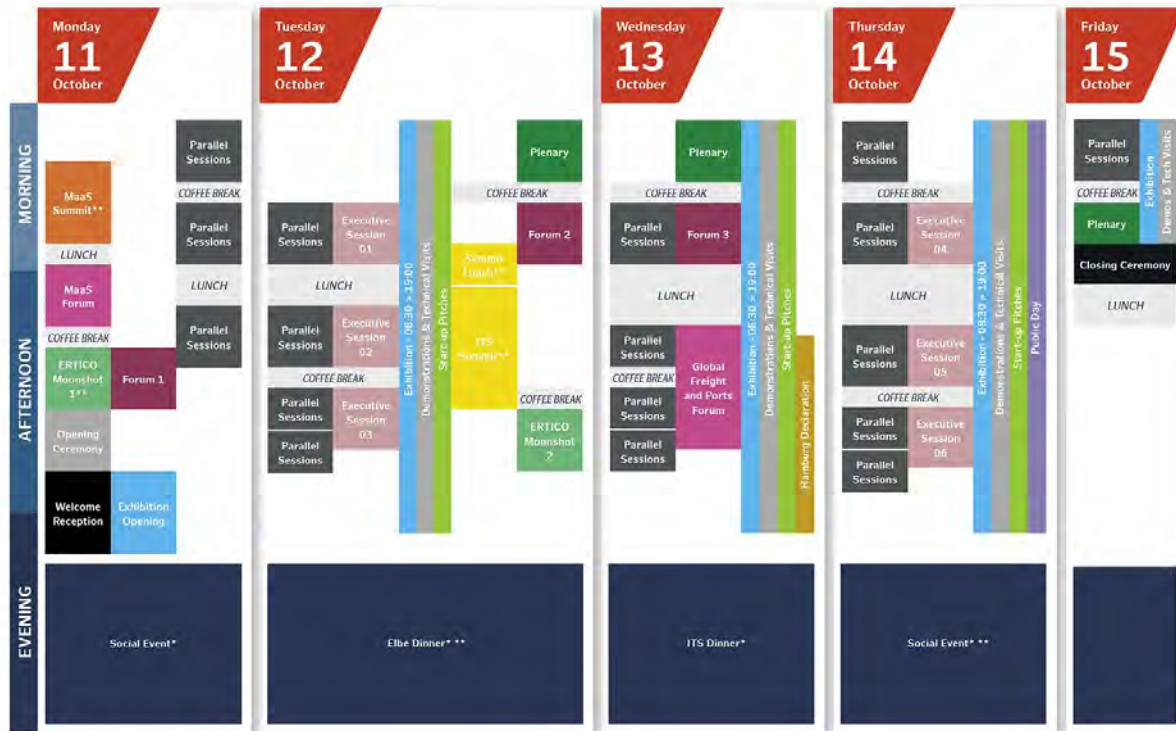 Monday
11
October
Tuesday
12
October
Wednesday
13
October
Thursday
14
October
Friday
15
October
MORNING
AFTERNOON
EVENING
MaaS
Summit**
LUNCH
MaaS
Forum
COFFEE BREAK
ERTICO
Moonshot
1**
Forum 1
Opening
Ceremony
Welcome
Reception
Exhibition
Opening
Parallel
Sessions
COFFEE BREAK
Parallel
Sessions
LUNCH
Parallel
Sessions
Social Event*
Parallel
Sessions
Executive
Session
01
LUNCH
Parallel
Sessions
Executive
Session
02
COFFEE BREAK
Parallel
Sessions
Executive
Session
03
Parallel
Sessions
Exhibition - 08:30 > 19:00
Demonstrations & Technical Visits
Start-up Pitches
Plenary
COFFEE BREAK
Forum 2
Summit
Lunch**
ITS
Summit**
COFFEE BREAK
ERTICO
Moonshot
2
Elbe Dinner* **
Plenary
COFFEE BREAK
Parallel
Sessions
Forum 3
LUNCH
Parallel
Sessions
COFFEE BREAK
Parallel
Sessions
Parallel
Sessions
Global
Freight
and Ports
Forum
Exhibition - 08:30 > 19:00
Demonstrations & Technical Visits
Start-up Pitches
Hamburg Declaration
ITS Dinner*
Parallel
Sessions
COFFEE BREAK
Parallel
Sessions
Executive
Session
04
LUNCH
Parallel
Sessions
Executive
Session
05
COFFEE BREAK
Parallel
Sessions
Executive
Session
06
Parallel
Sessions
Exhibition - 08:30 > 19:00
Demonstrations & Technical Visits
Start-up Pitches
Public Day
Social Event* **
Parallel
Sessions
COFFEE BREAK
Plenary
Exhibition
Demos & Tech Visits
Closing Ceremony
LUNCH